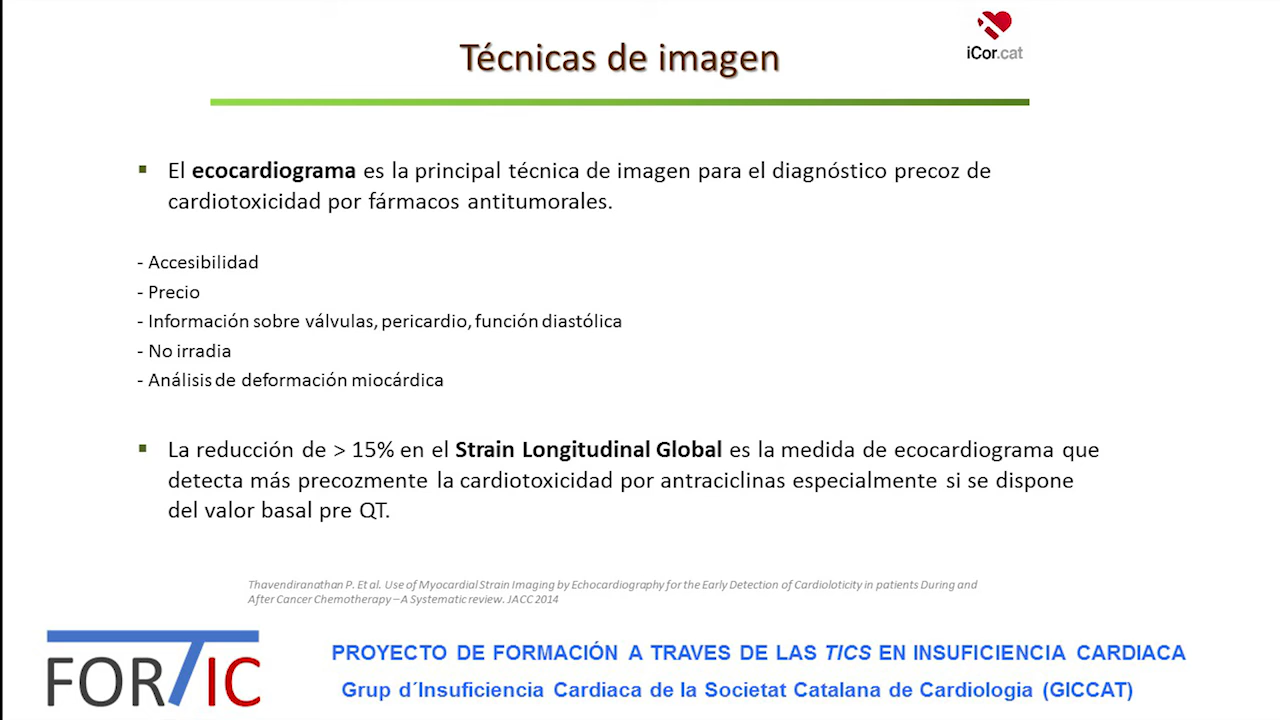 Técnicas de imagen
iCor.cat
▪ El ecocardiograma es la principal técnica de imagen para el diagnóstico precoz de
cardiotoxicidad por fármacos antitumorales.
- Accesibilidad
- Precio
- Información sobre válvulas, pericardio, función diastólica
- No irradia
- Análisis de deformación miocárdica
▪ La reducción de > 15% en el Strain Longitudinal Global es la medida de ecocardiograma que
detecta más precozmente la cardiotoxicidad por antraciclinas especialmente si se dispone
del valor basal pre QT.
Thavendiranathan P. Et al. Use of Myocardial Strain Imaging by Echocardiography for the Early Detection of Cardioloticity in patients During and
After Cancer Chemotherapy – A Systematic review. JACC 2014
FORTIC
PROYECTO DE FORMACIÓN A TRAVES DE LAS TICS EN INSUFICIENCIA CARDIACA
Grup d´Insuficiencia Cardiaca de la Societat Catalana de Cardiologia (GICCAT)